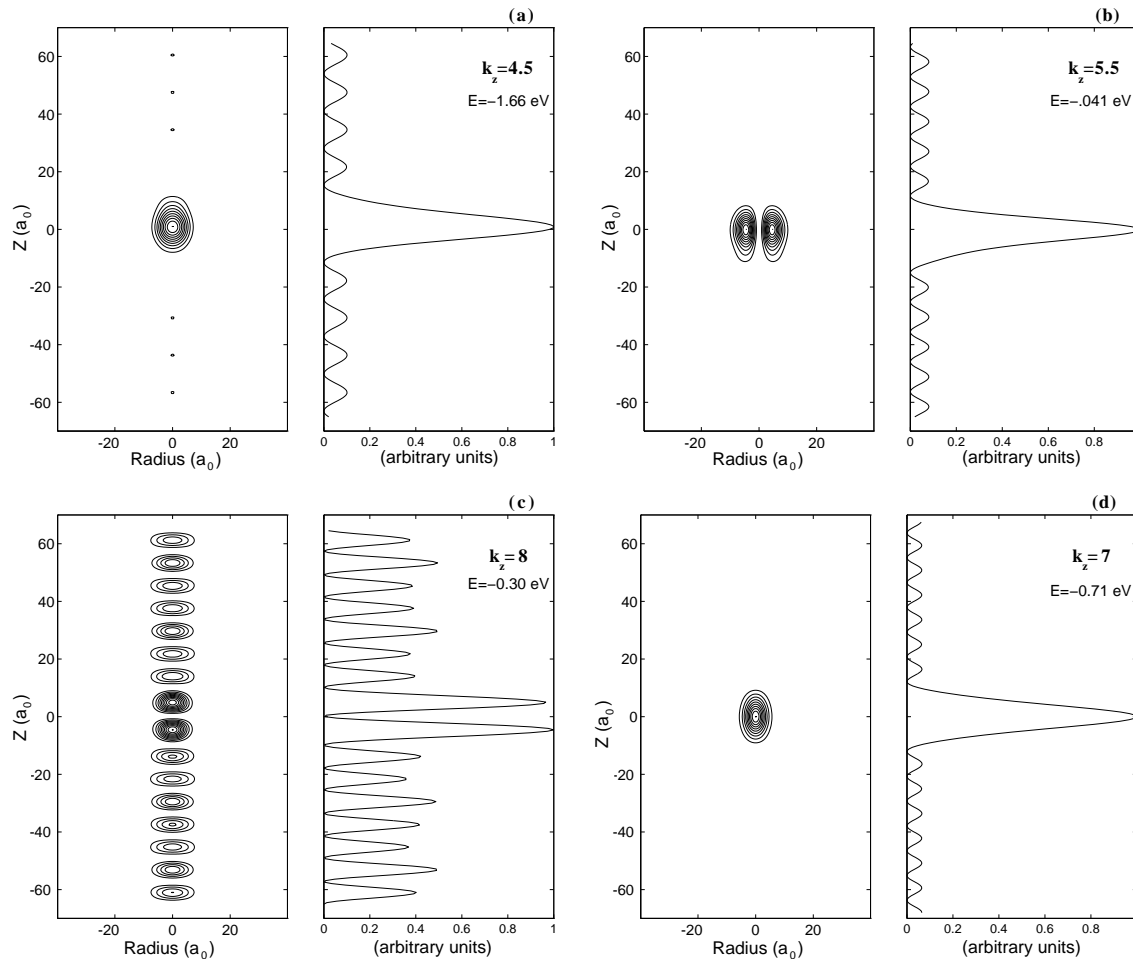 (a)
k_z=4.5
E=−1.66 eV
60
40
20
0
-20
-40
-60
Z (a_0)
-20 0 20
Radius (a_0)
0 0.2 0.4 0.6 0.8 1
(arbitrary units)
(b)
k_z=5.5
E=−.041 eV
60
40
20
0
-20
-40
-60
Z (a_0)
-20 0 20
Radius (a_0)
0 0.2 0.4 0.6 0.8
(arbitrary units)
(c)
k_z=8
E=−0.30 eV
60
40
20
0
-20
-40
-60
Z (a_0)
-20 0 20
Radius (a_0)
0 0.2 0.4 0.6 0.8 1
(arbitrary units)
(d)
k_z=7
E=−0.71 eV
60
40
20
0
-20
-40
-60
Z (a_0)
-20 0 20
Radius (a_0)
0 0.2 0.4 0.6 0.8
(arbitrary units)